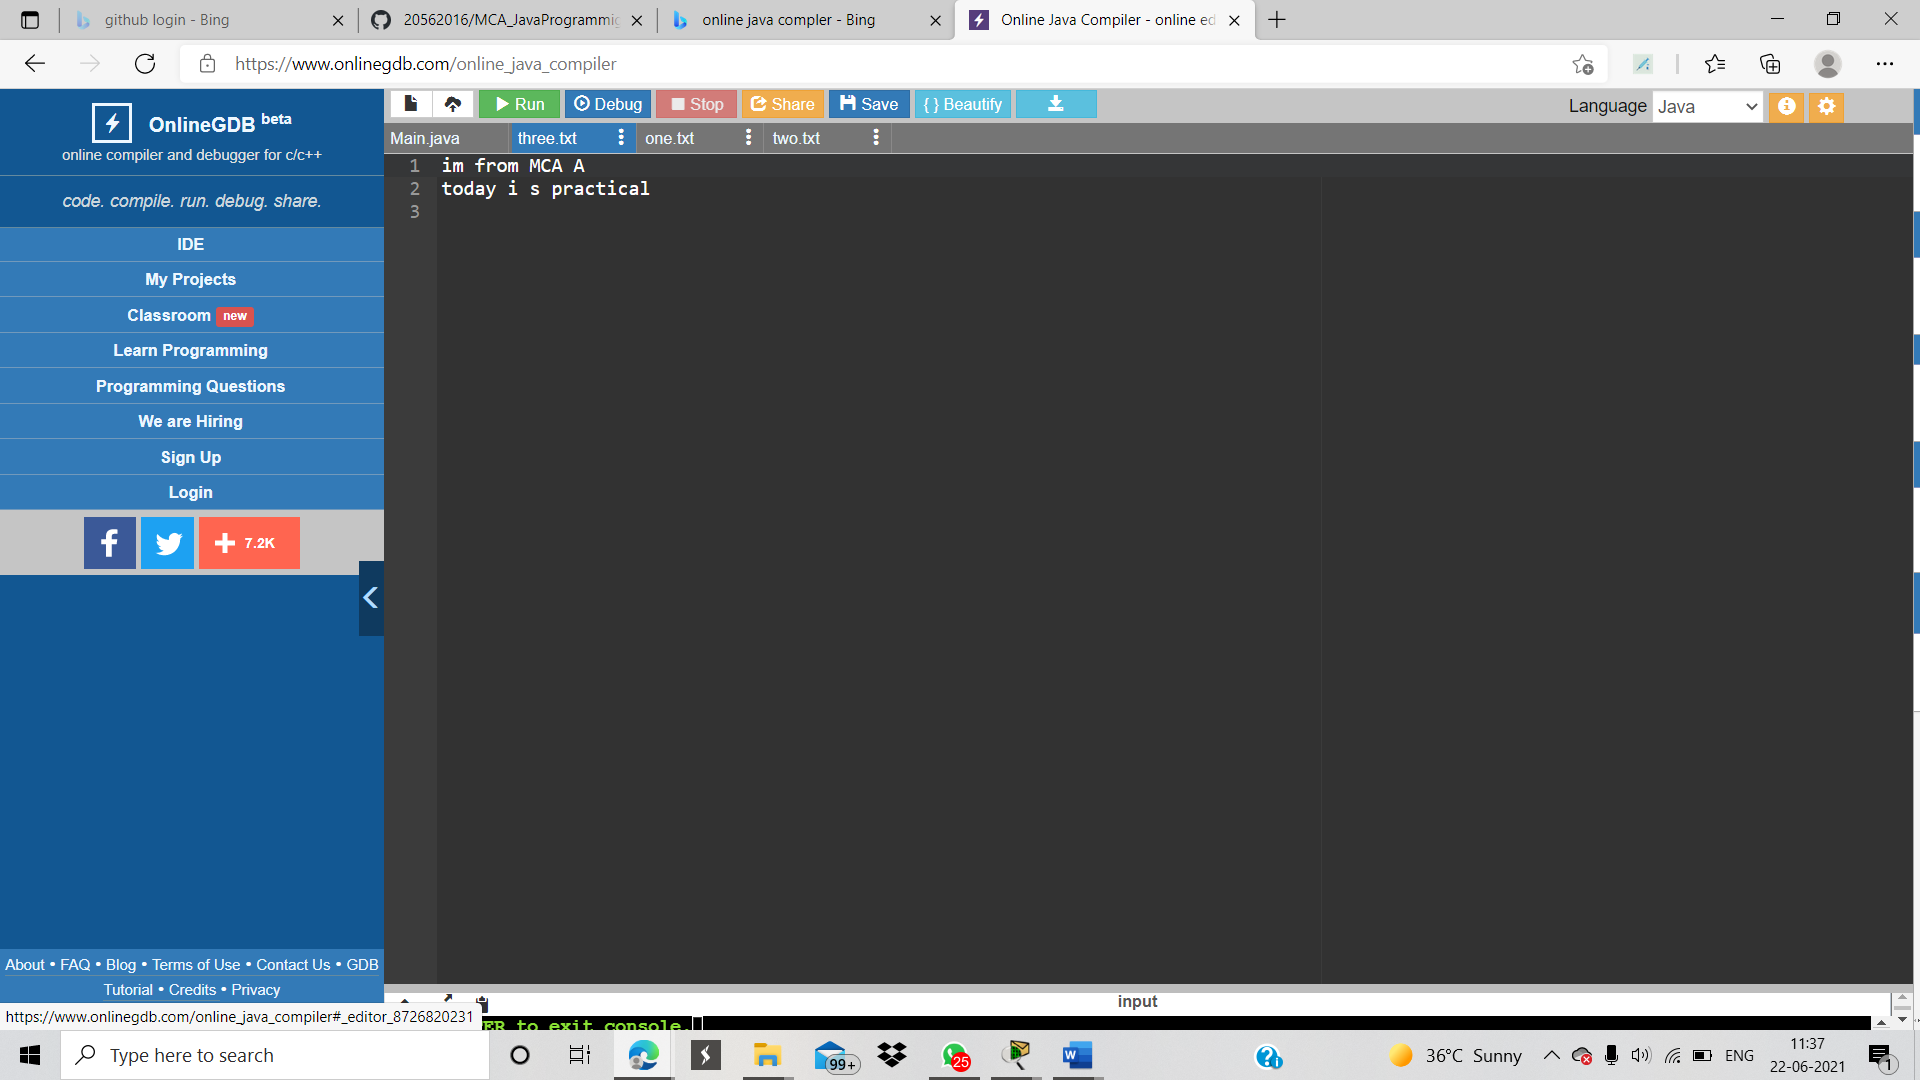 github login - Bing
20562016/MCA_JavaProgrammig
online java compler - Bing
Online Java Compiler - online ed
https://www.onlinegdb.com/online_java_compiler
OnlineGDB beta
online compiler and debugger for c/c++
code. compile. run. debug. share.
IDE
My Projects
Classroom new
Learn Programming
Programming Questions
We are Hiring
Sign Up
Login
7.2K
About • FAQ • Blog • Terms of Use • Contact Us • GDB
Tutorial • Credits • Privacy
https://www.onlinegdb.com/online_java_compiler#_editor_8726820231
Run Debug Stop Share Save { } Beautify
Language Java
Main.java three.txt one.txt two.txt
1 im from MCA A
2 today i s practical
3
input
to exit console.
Type here to search
99+
25
36°C Sunny
ENG
11:37
22-06-2021
1